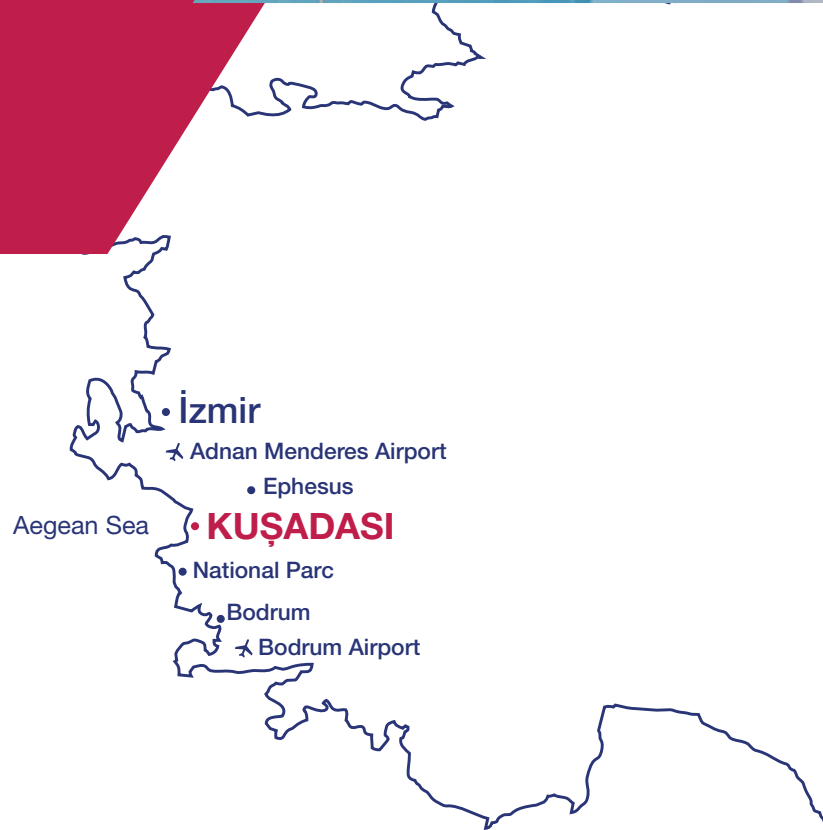 İzmir
Adnan Menderes Airport
Ephesus
Aegean Sea
KUŞADASI
National Parc
Bodrum
Bodrum Airport